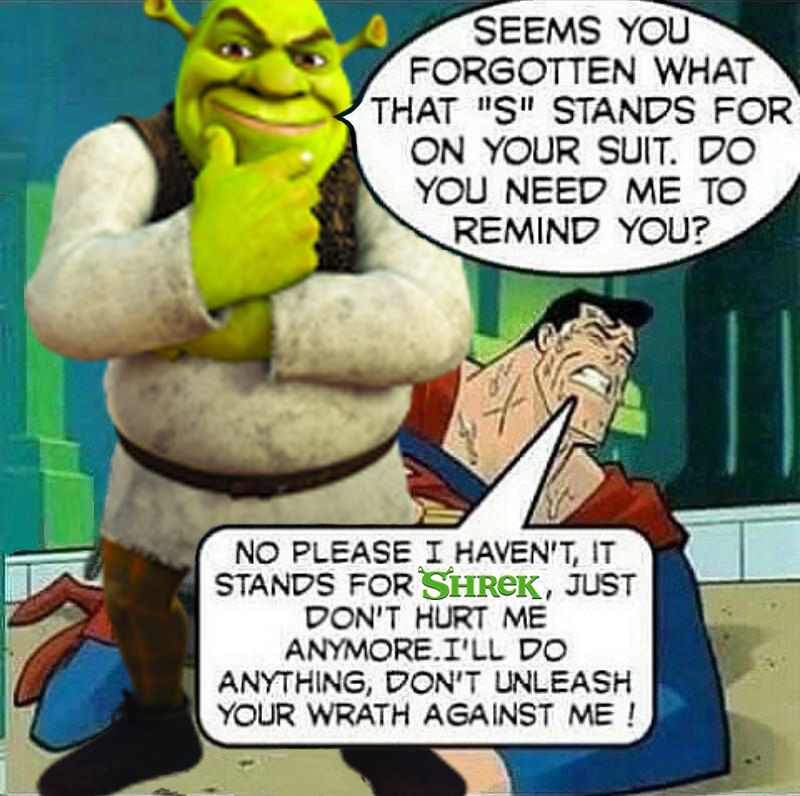 SEEMS YOU
FORGOTTEN WHAT
THAT "S" STANDS FOR
ON YOUR SUIT. DO
YOU NEED ME TO
REMIND YOU?
NO PLEASE I HAVEN'T, IT
STANDS FOR SHREK, JUST
DON'T HURT ME
ANYMORE.I'LL DO
ANYTHING, DON'T UNLEASH
YOUR WRATH AGAINST ME !